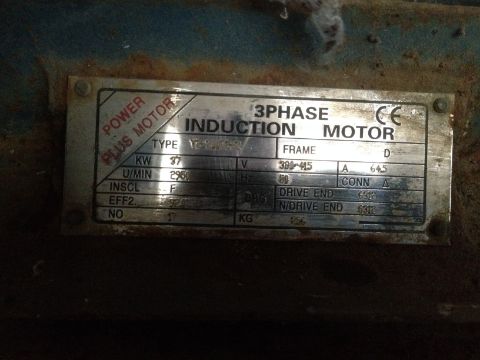 POWER
PLUS MOTOR
3PHASE CE
INDUCTION MOTOR
TYPE FRAME D
KW 37 V 380-415 A 64.5
U/MIN HZ CONN Δ
INSCL F DRIVE END
EFF2 N/DRIVE END
NO KG